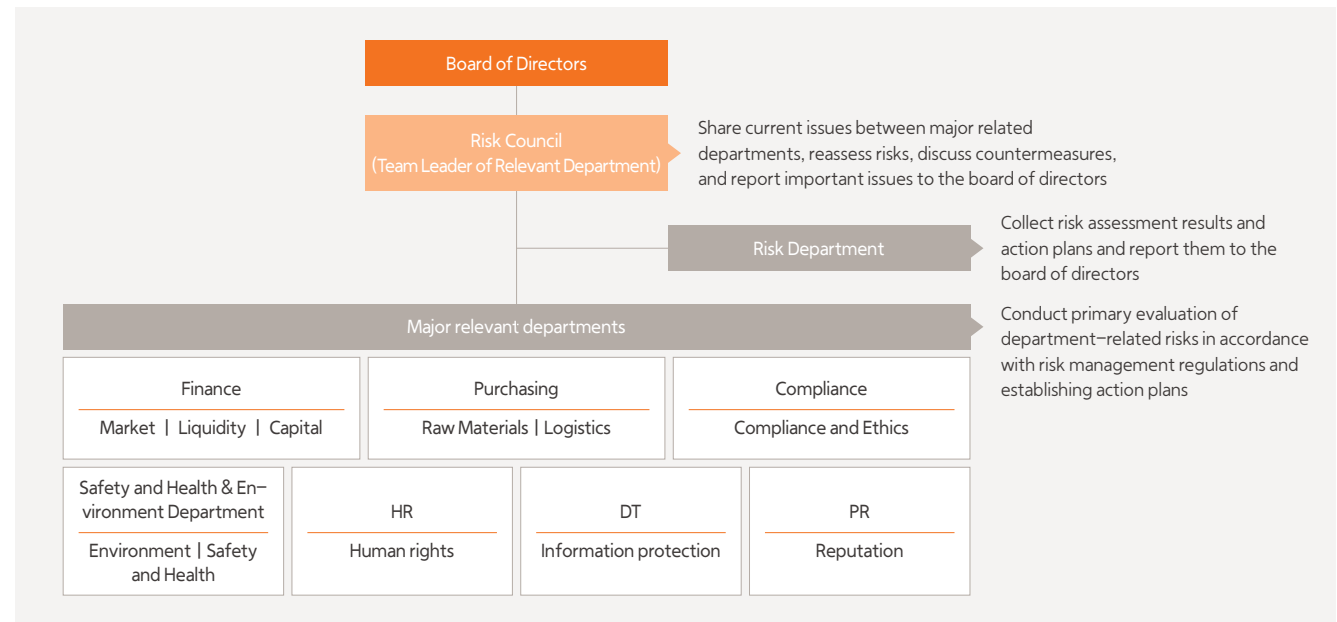 Board of Directors
Risk Council
(Team Leader of Relevant Department)
Share current issues between major related
departments, reassess risks, discuss countermeasures,
and report important issues to the board of directors
Risk Department
Collect risk assessment results and
action plans and report them to the
board of directors
Major relevant departments
Conduct primary evaluation of
department-related risks in accordance
with risk management regulations and
establishing action plans
Finance
Market | Liquidity | Capital
Purchasing
Raw Materials | Logistics
Compliance
Compliance and Ethics
Safety and Health & En-
vironment Department
Environment | Safety
and Health
HR
Human rights
DT
Information protection
PR
Reputation